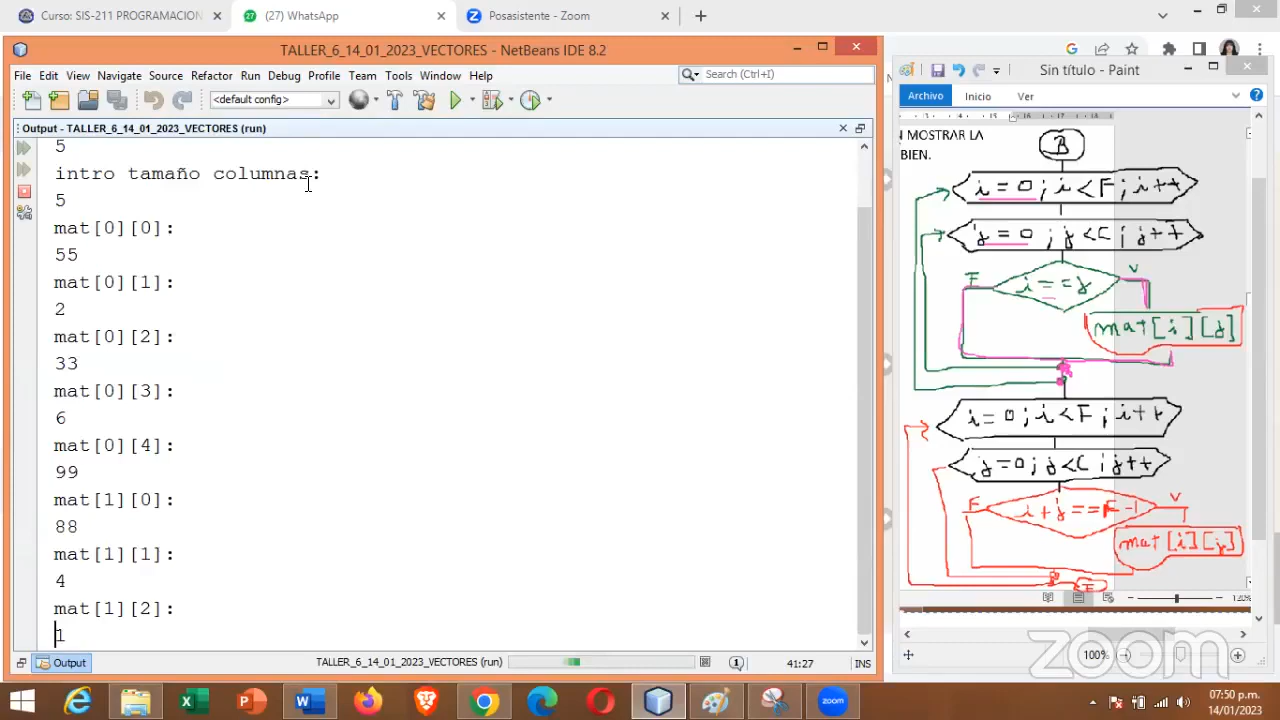 Curso: SIS-211 PROGRAMACION
(27) WhatsApp
Posasistente - Zoom
TALLER_6_14_01_2023_VECTORES - NetBeans IDE 8.2
File Edit View Navigate Source Refactor Run Debug Profile Team Tools Window Help
Search (Ctrl+I)
<default config>
Output - TALLER_6_14_01_2023_VECTORES (run)
5
intro tamaño columnas:
5
mat[0][0]:
55
mat[0][1]:
2
mat[0][2]:
33
mat[0][3]:
6
mat[0][4]:
99
mat[1][0]:
88
mat[1][1]:
4
mat[1][2]:
1
Output
TALLER_6_14_01_2023_VECTORES (run)
41:27
INS
Sin título - Paint
Archivo Inicio Ver
N MOSTRAR LA
BIEN.
B
i = 0 ; i < F ; i++
j = 0 ; j < C ; j++
F
V
i == j
mat[i][j]
i = 0 ; i < F ; i++
j = 0 ; j < C ; j++
F
V
i + j == F - 1
mat[i][j]
F
120%
100%
zoom
zoom
07:50 p.m.
14/01/2023